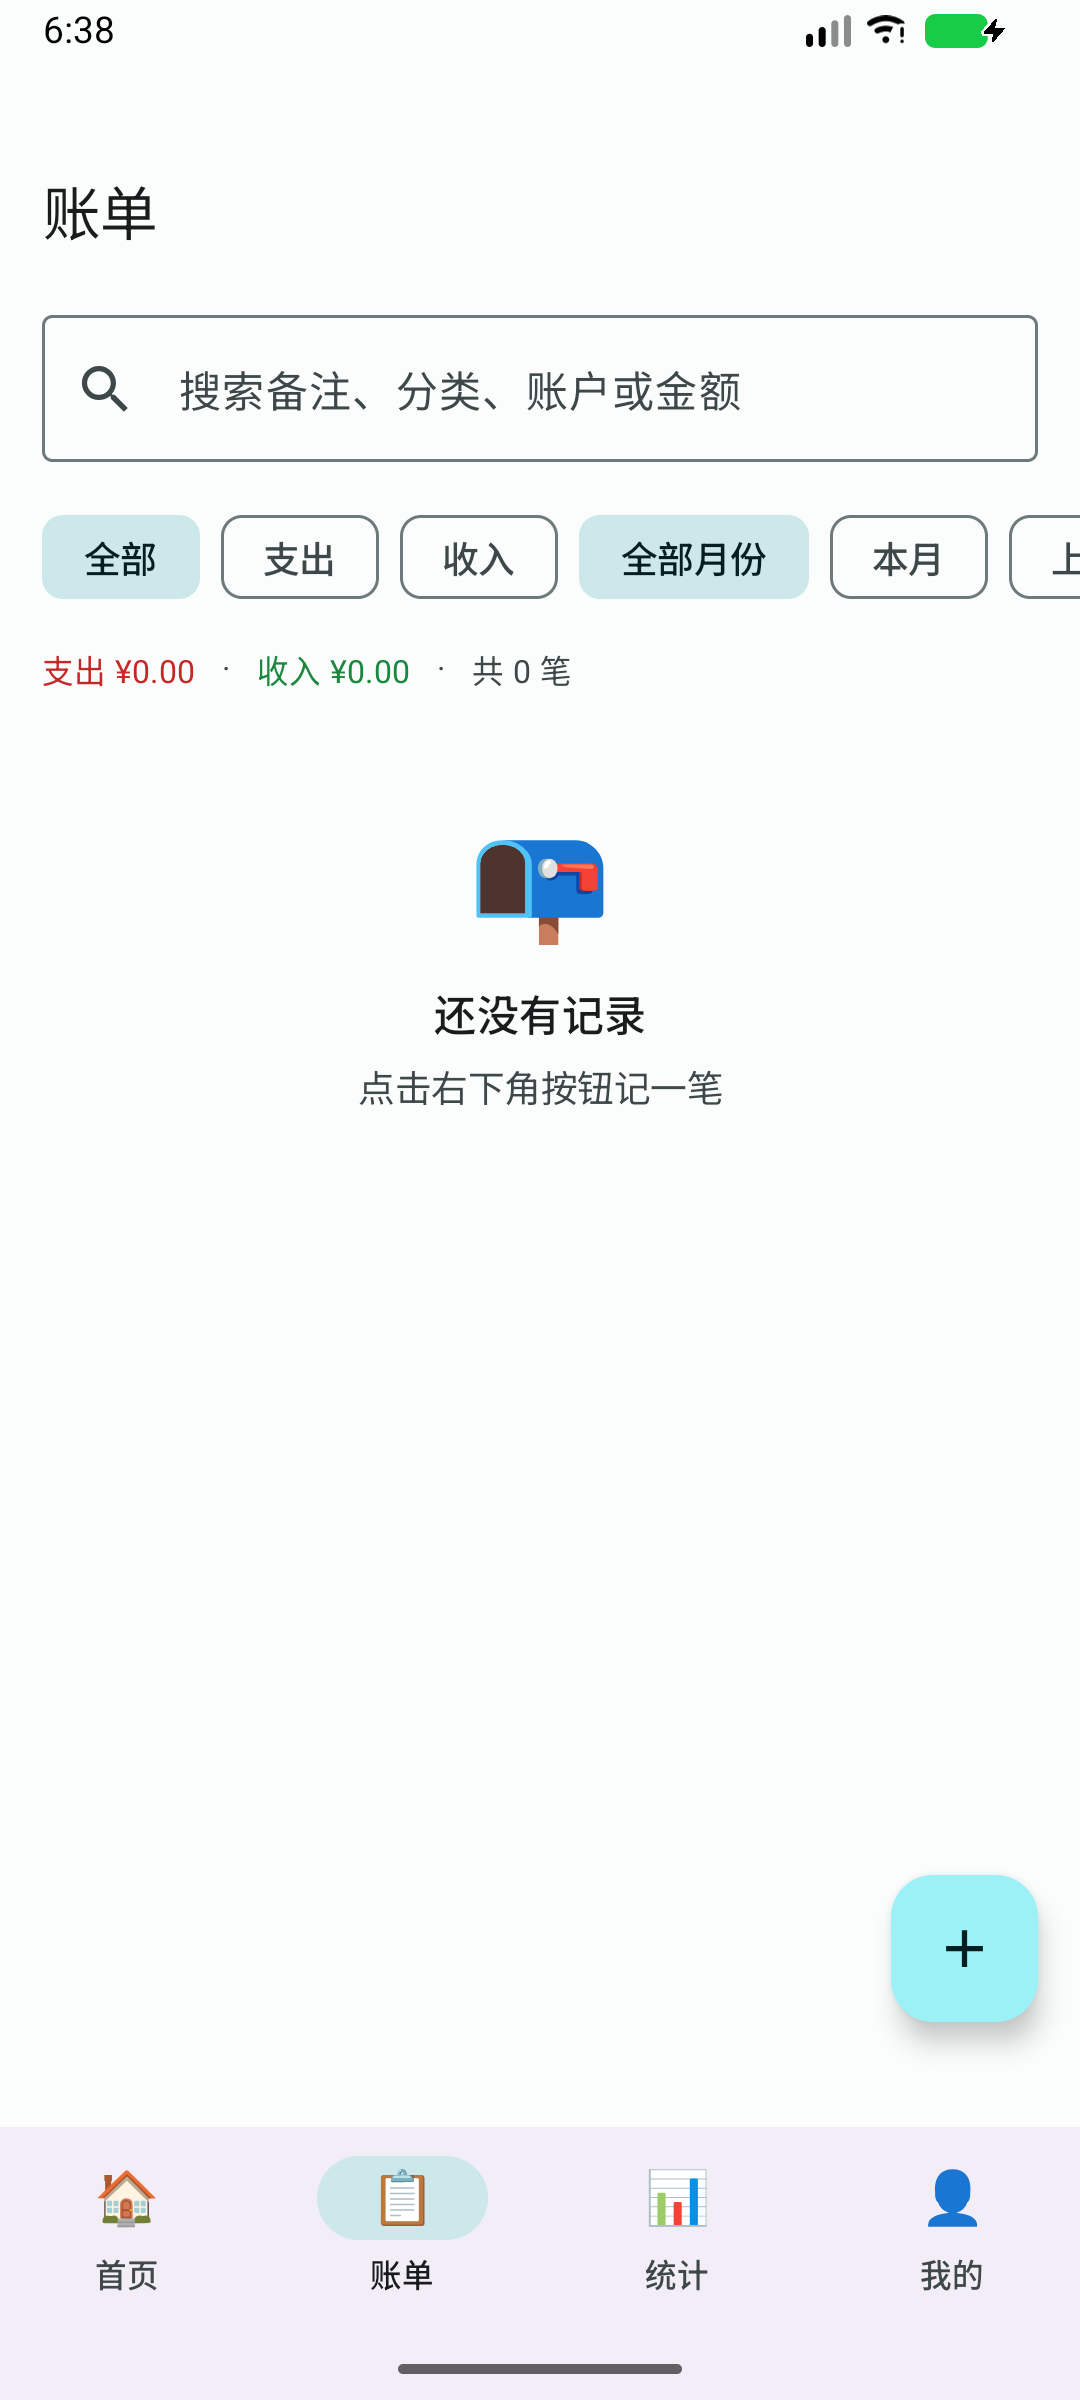 6:38
账单
搜索备注、分类、账户或金额
全部 支出 收入 全部月份 本月 上
支出 ¥0.00 · 收入 ¥0.00 · 共 0 笔
还没有记录
点击右下角按钮记一笔
+
首页 账单 统计 我的